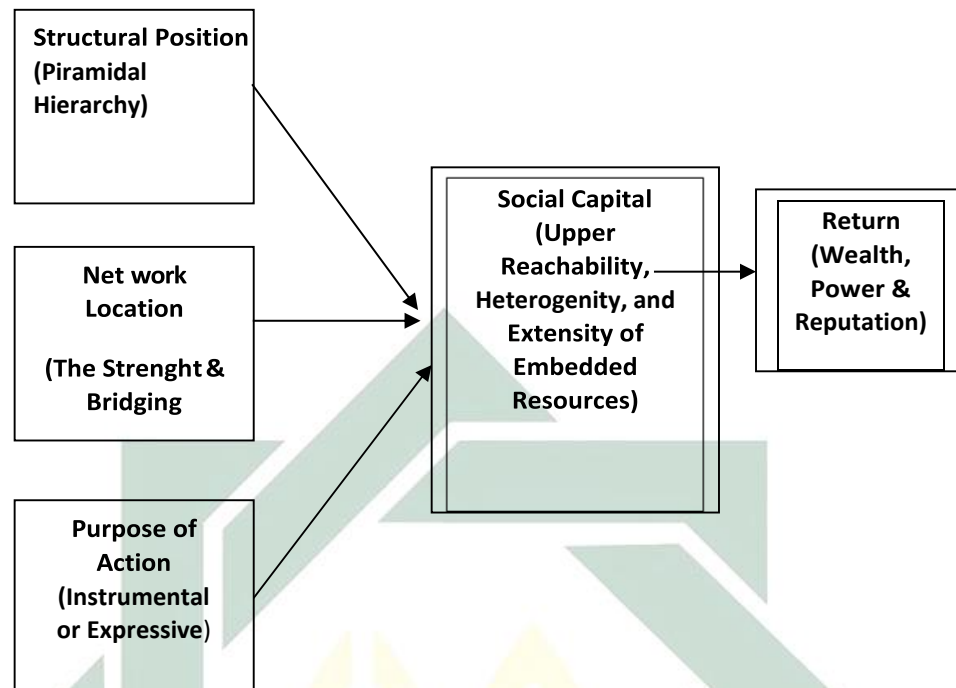 Structural Position
(Piramidal
Hierarchy)
Net work
Location
(The Strenght &
Bridging
Purpose of
Action
(Instrumental
or Expressive)
Social Capital
(Upper
Reachability,
Heterogenity, and
Extensity of
Embedded
Resources)
Return
(Wealth,
Power &
Reputation)